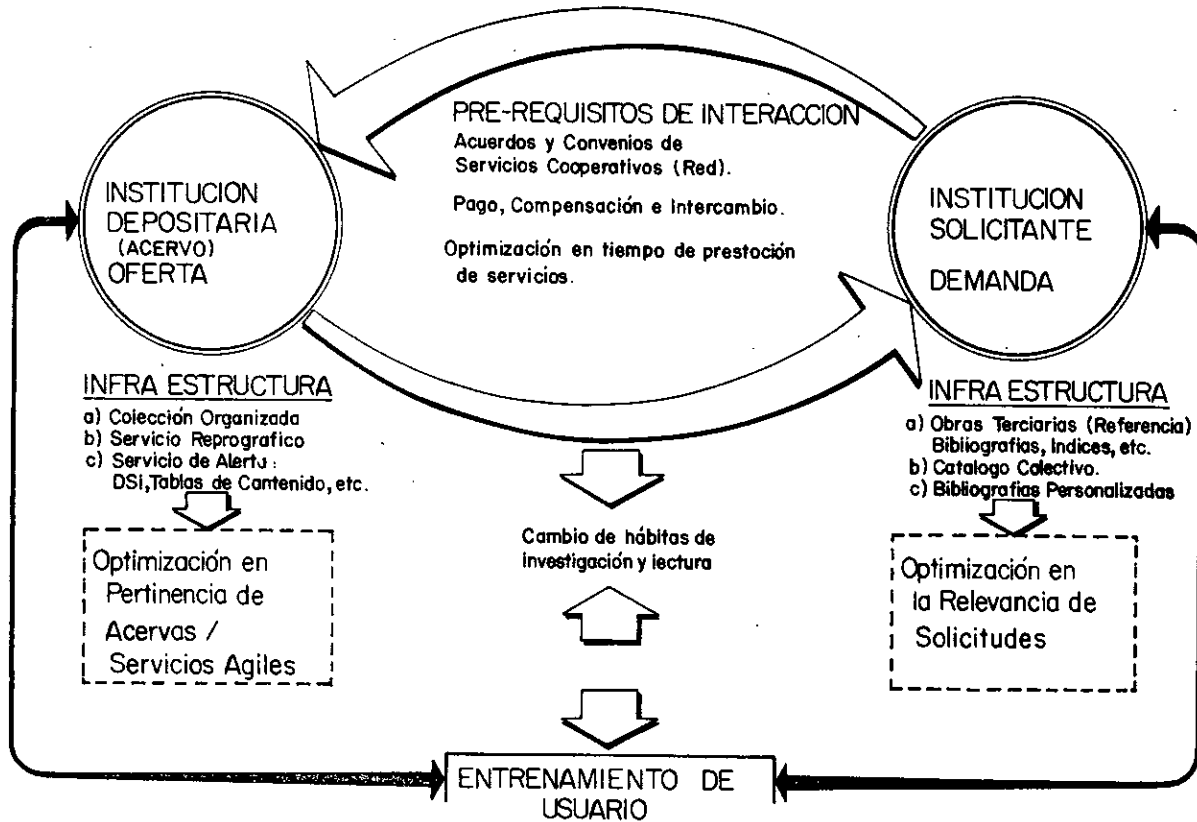 PRE-REQUISITOS DE INTERACCION
Acuerdos y Convenios de
Servicios Cooperativos (Red).
Pago, Compensación e Intercambio.
Optimización en tiempo de prestoción
de servicios.
INSTITUCION
DEPOSITARIA
(ACERVO)
OFERTA
INSTITUCION
SOLICITANTE
DEMANDA
INFRA ESTRUCTURA
a) Colección Organizada
b) Servicio Reprografico
c) Servicio de Alerta:
DSI, Tablas de Cantenido, etc.
Optimización en
Pertinencia de
Acervas /
Servicios Agiles
INFRA ESTRUCTURA
a) Obras Terciarias (Referencia)
Bibliografias, Indices, etc.
b) Catalogo Colectivo.
c) Bibliografias Personalizadas
Optimización en
la Relevancia de
Solicitudes
Cambio de hábitas de
investigación y lectura
ENTRENAMIENTO DE
USUARIO